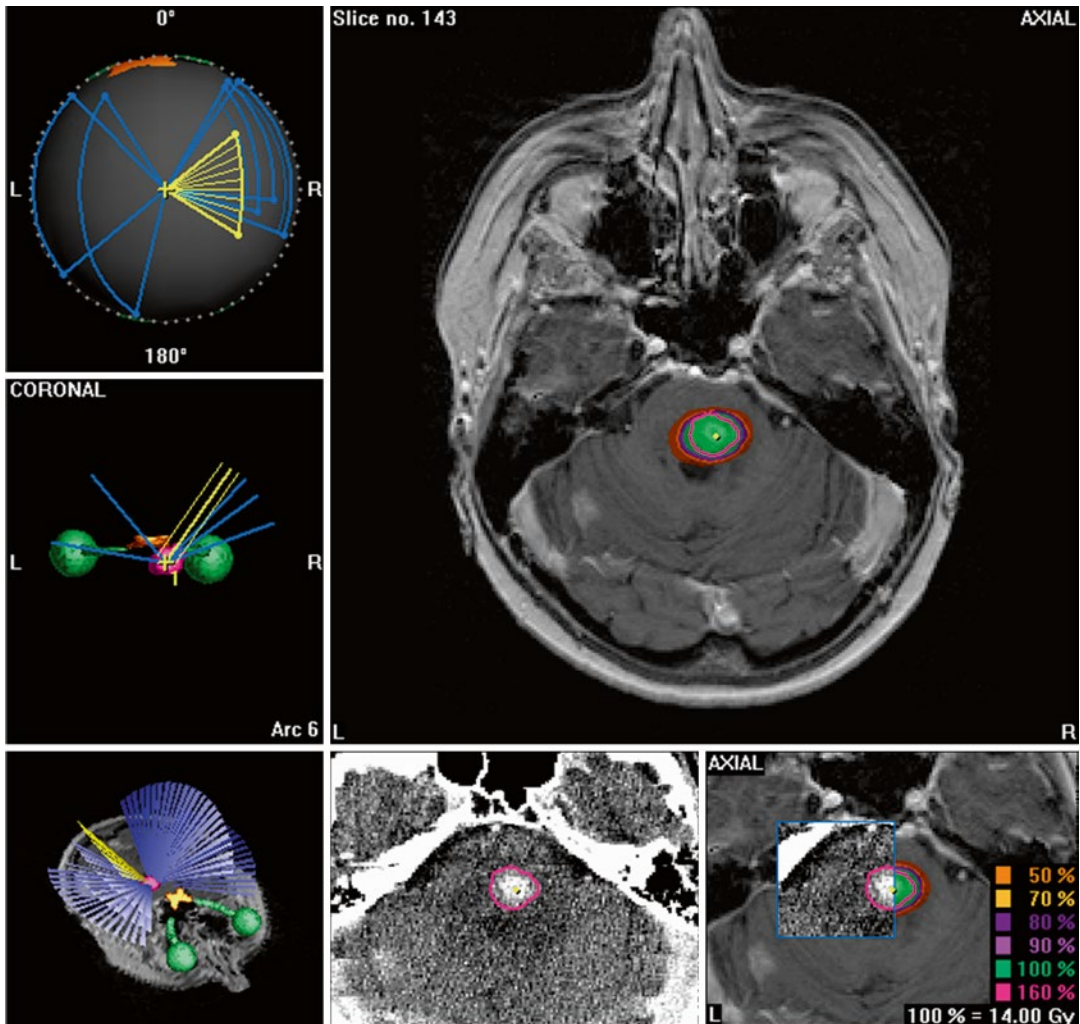 0°
L
R
180°
Slice no. 143
AXIAL
L
R
CORONAL
L
R
1
Arc 6
AXIAL
50 %
70 %
80 %
90 %
100 %
160 %
L
100 % = 14.00 Gy